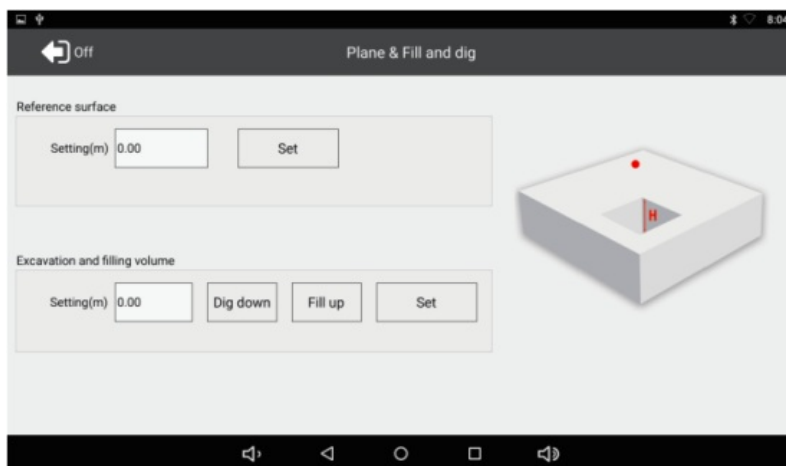 8:04
Off
Plane & Fill and dig
Reference surface
Setting(m) 0.00 Set
H
Excavation and filling volume
Setting(m) 0.00 Dig down Fill up Set